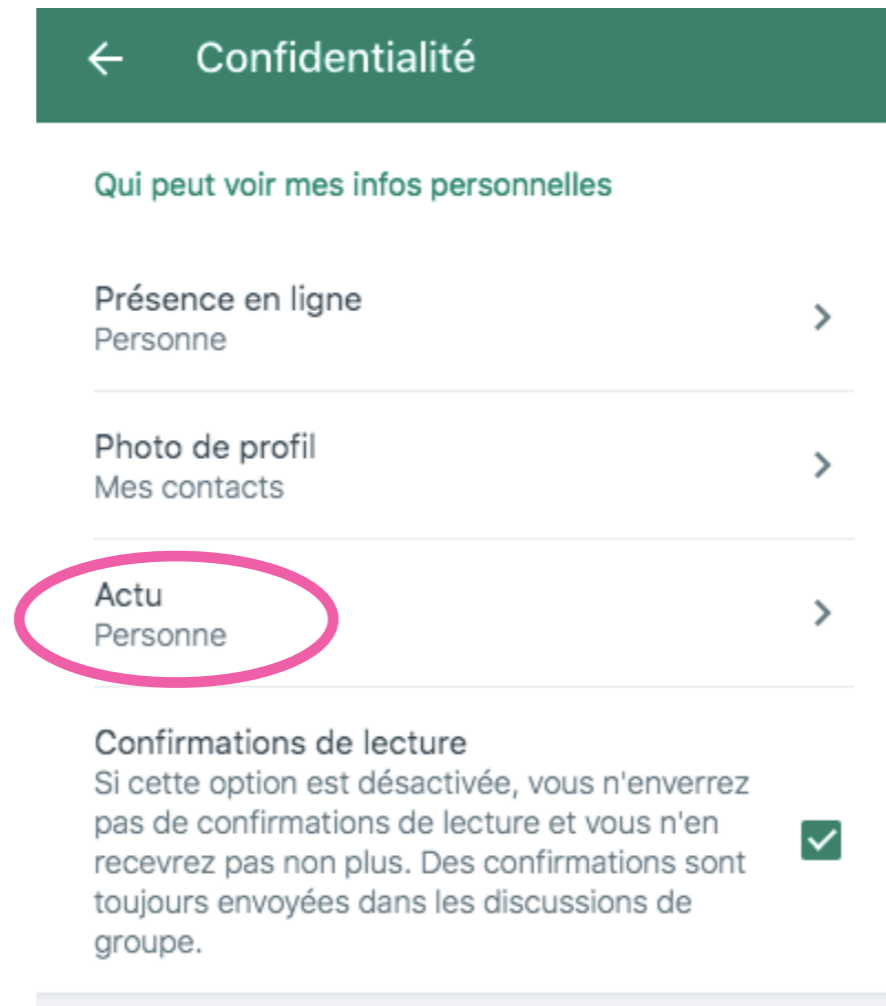 Confidentialité
Qui peut voir mes infos personnelles
Présence en ligne
Personne
Photo de profil
Mes contacts
Actu
Personne
Confirmations de lecture
Si cette option est désactivée, vous n'enverrez
pas de confirmations de lecture et vous n'en
recevrez pas non plus. Des confirmations sont
toujours envoyées dans les discussions de
groupe.